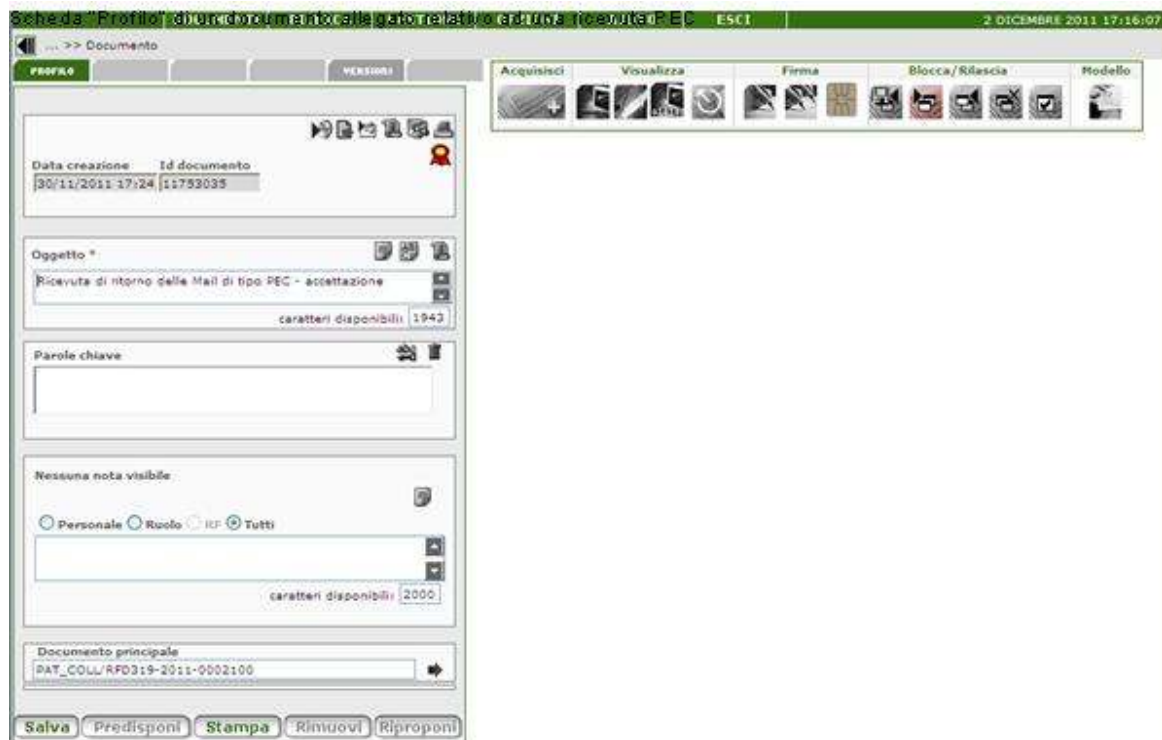 Scheda "Profilo" di un documento allegato relativo ad una ricevuta PEC ESCI 2 DICEMBRE 2011 17:16:07
... >> Documento
PROFILO VERSIONI
Acquisisci Visualizza Firma Blocca/Rilascia Modello
Data creazione Id documento
30/11/2011 17:24 11753035
Oggetto *
Ricevuta di ritorno delle Mail di tipo PEC - accettazione
caratteri disponibili: 1943
Parole chiave
Nessuna nota visibile
Personale Ruolo RF Tutti
caratteri disponibili: 2000
Documento principale
PAT_COLL/RFD319-2011-0002100
Salva Predisponi Stampa Rimuovi Riproponi